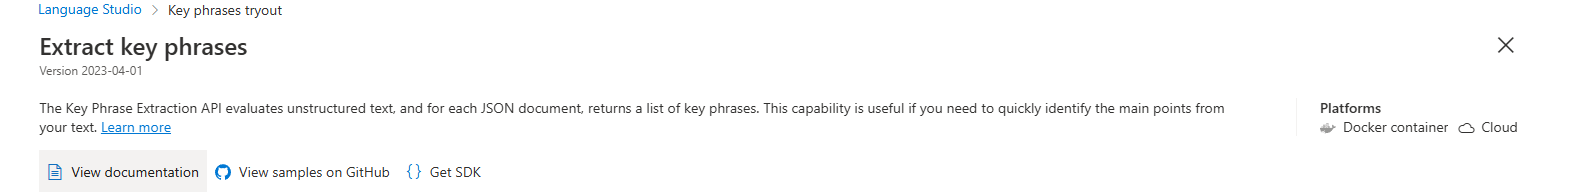 Language Studio > Key phrases tryout
Extract key phrases
Version 2023-04-01
The Key Phrase Extraction API evaluates unstructured text, and for each JSON document, returns a list of key phrases. This capability is useful if you need to quickly identify the main points from
your text. Learn more
Platforms
Docker container Cloud
View documentation View samples on GitHub {} Get SDK